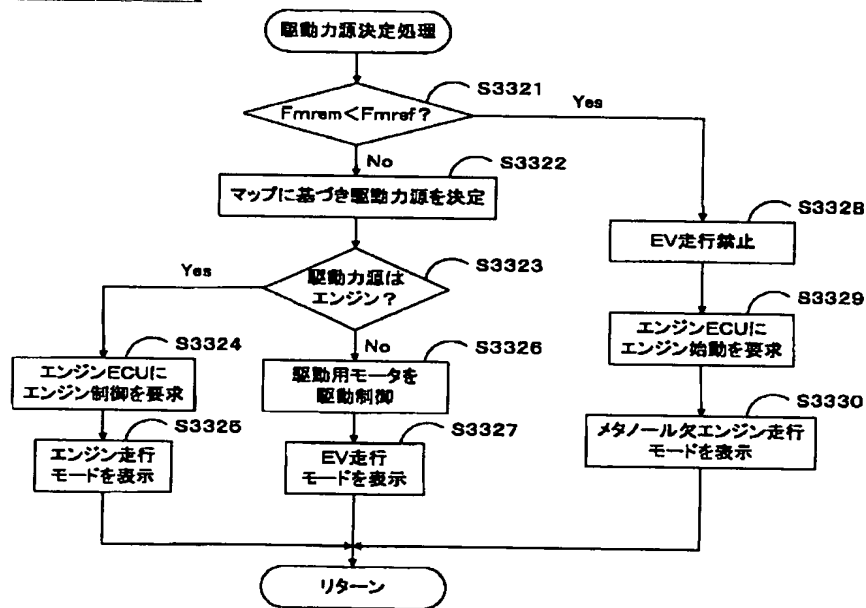 駆動力源決定処理
S3321
Fmrem<Fmref?
Yes
No
S3322
マップに基づき駆動力源を決定
S3328
EV走行禁止
S3323
駆動力源は
エンジン?
Yes
No
S3329
エンジンECUに
エンジン始動を要求
S3324
エンジンECUに
エンジン制御を要求
S3326
駆動用モータを
駆動制御
S3330
メタノール欠エンジン走行
モードを表示
S3325
エンジン走行
モードを表示
S3327
EV走行
モードを表示
リターン